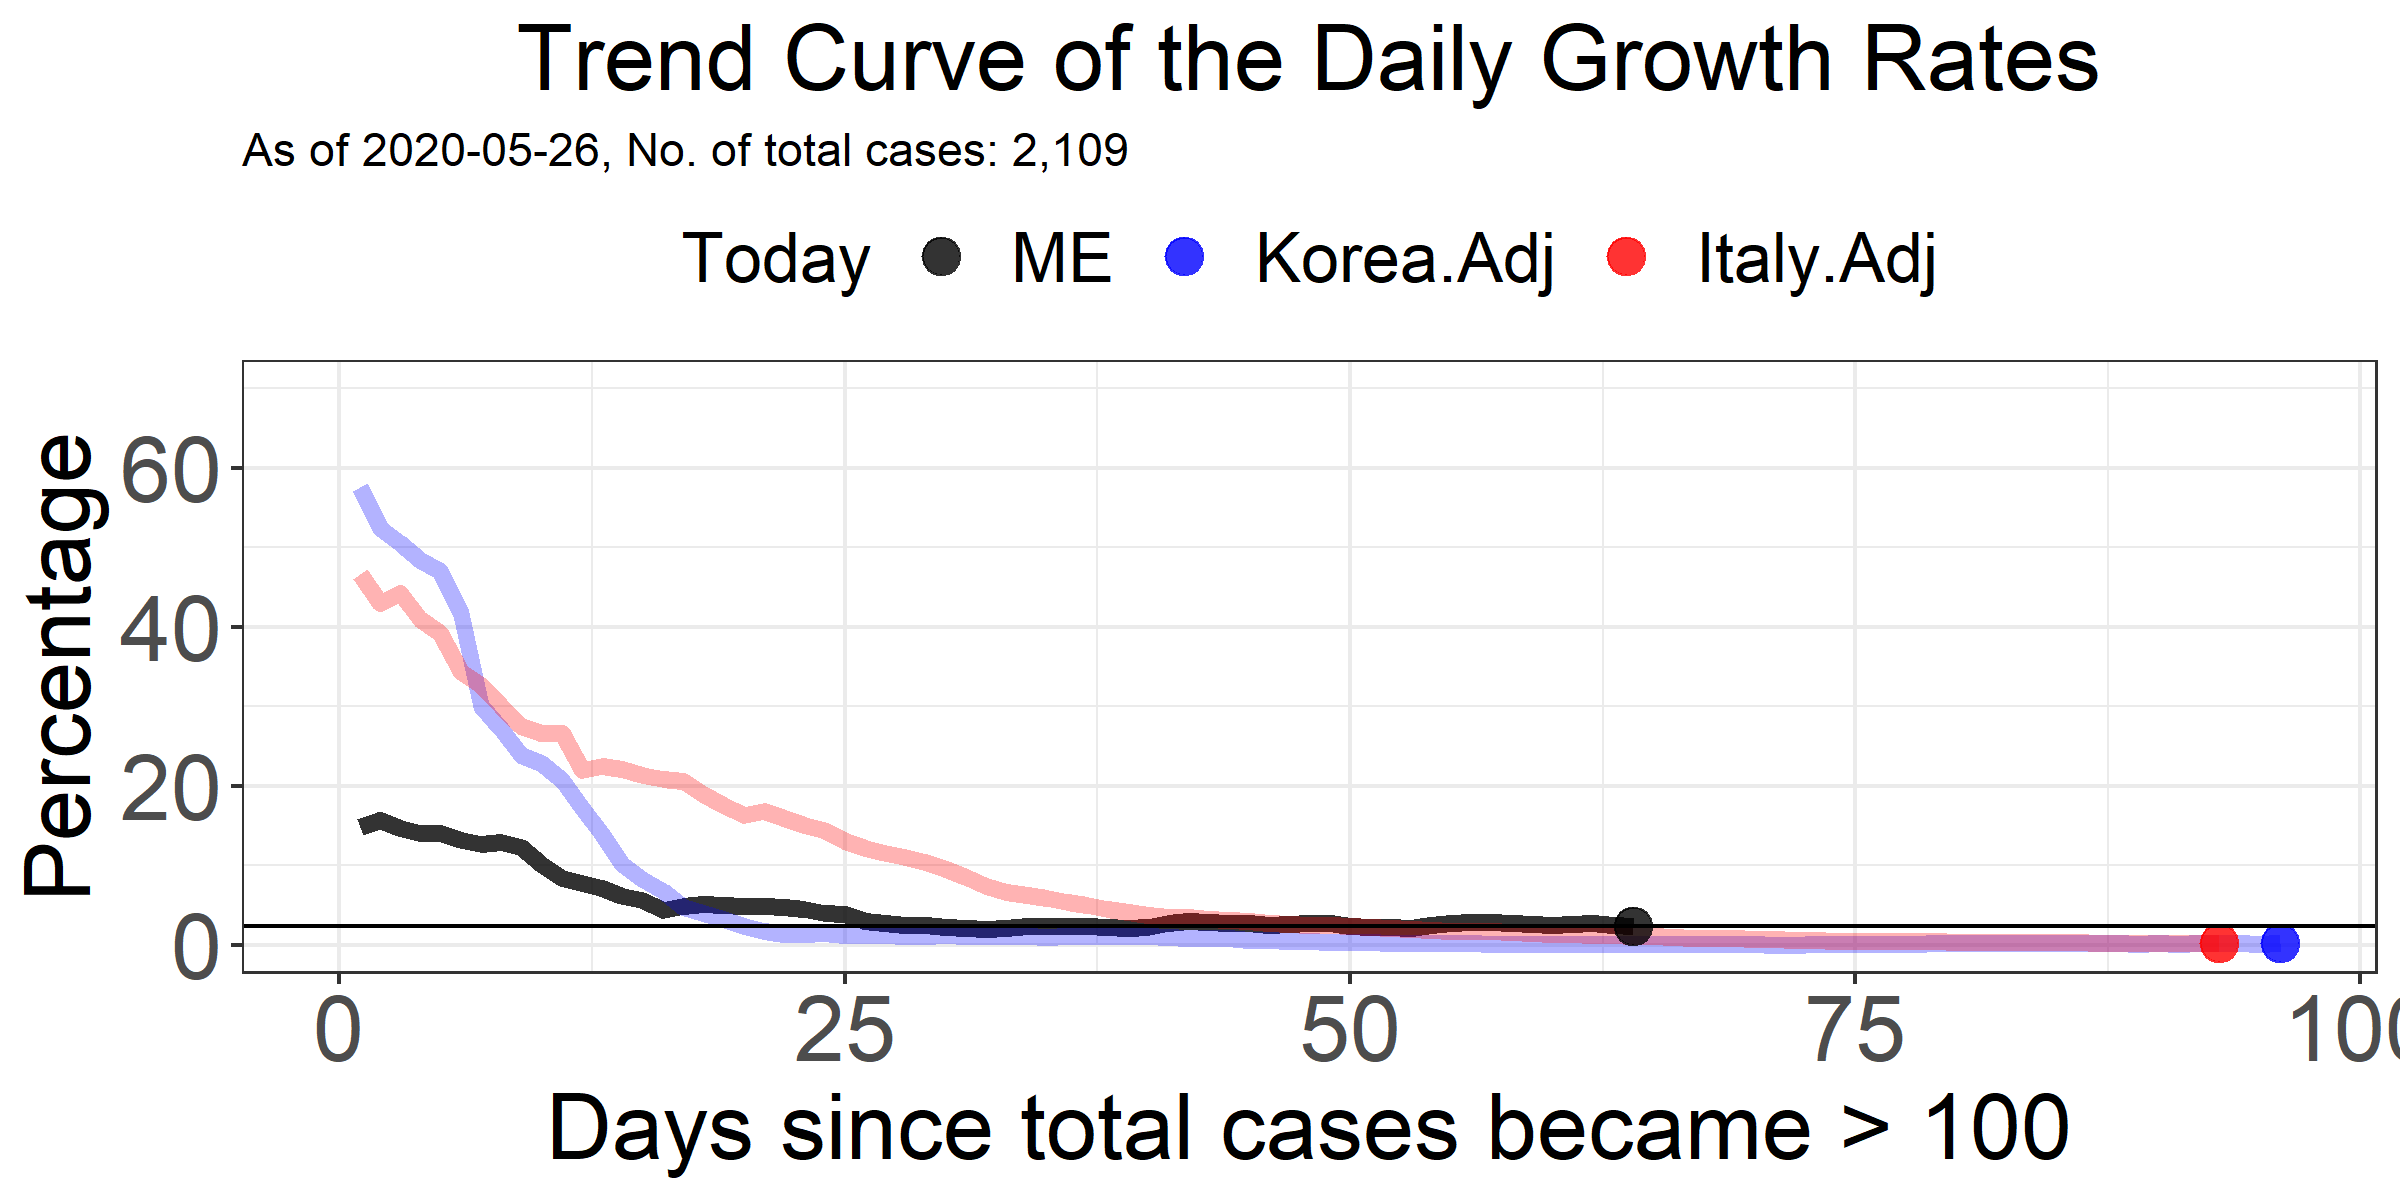 Trend Curve of the Daily Growth Rates
As of 2020-05-26, No. of total cases: 2,109
Today ME Korea.Adj Italy.Adj
Percentage
60
40
20
0
0 25 50 75 100
Days since total cases became > 100